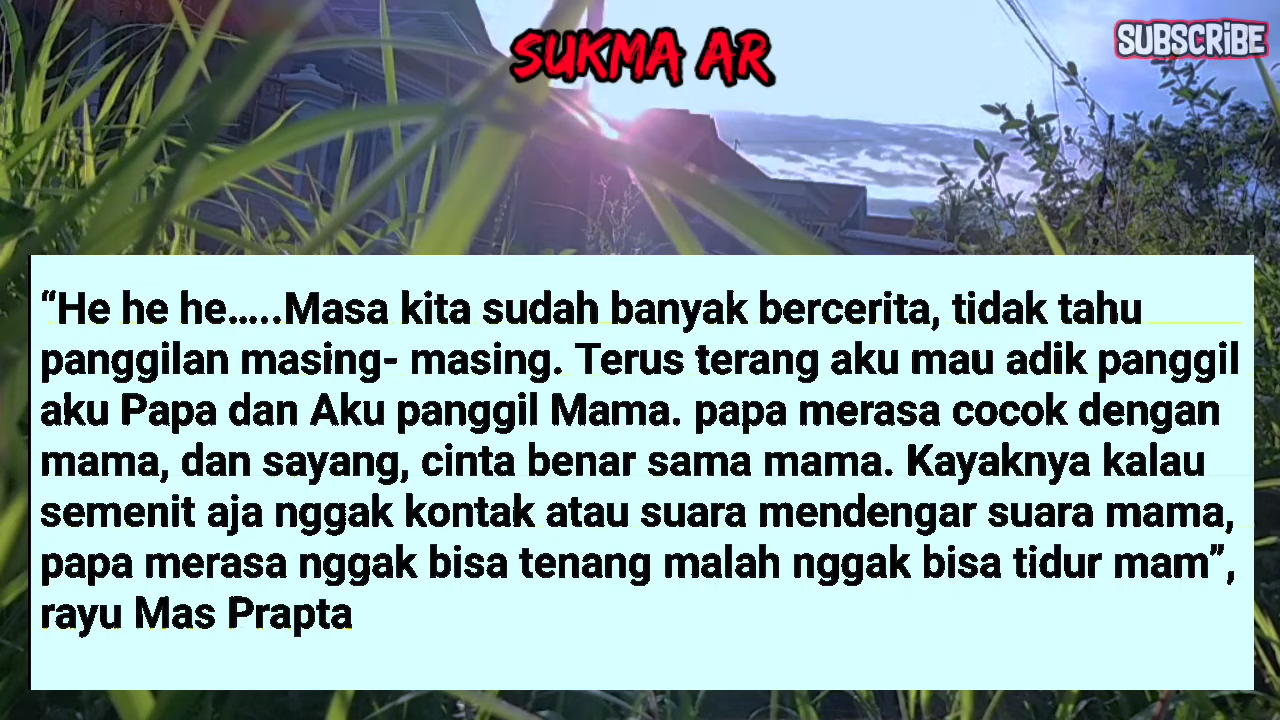 SUKMA AR
SUBSCRIBE
“He he he…..Masa kita sudah banyak bercerita, tidak tahu
panggilan masing- masing. Terus terang aku mau adik panggil
aku Papa dan Aku panggil Mama. papa merasa cocok dengan
mama, dan sayang, cinta benar sama mama. Kayaknya kalau
semenit aja nggak kontak atau suara mendengar suara mama,
papa merasa nggak bisa tenang malah nggak bisa tidur mam”,
rayu Mas Prapta